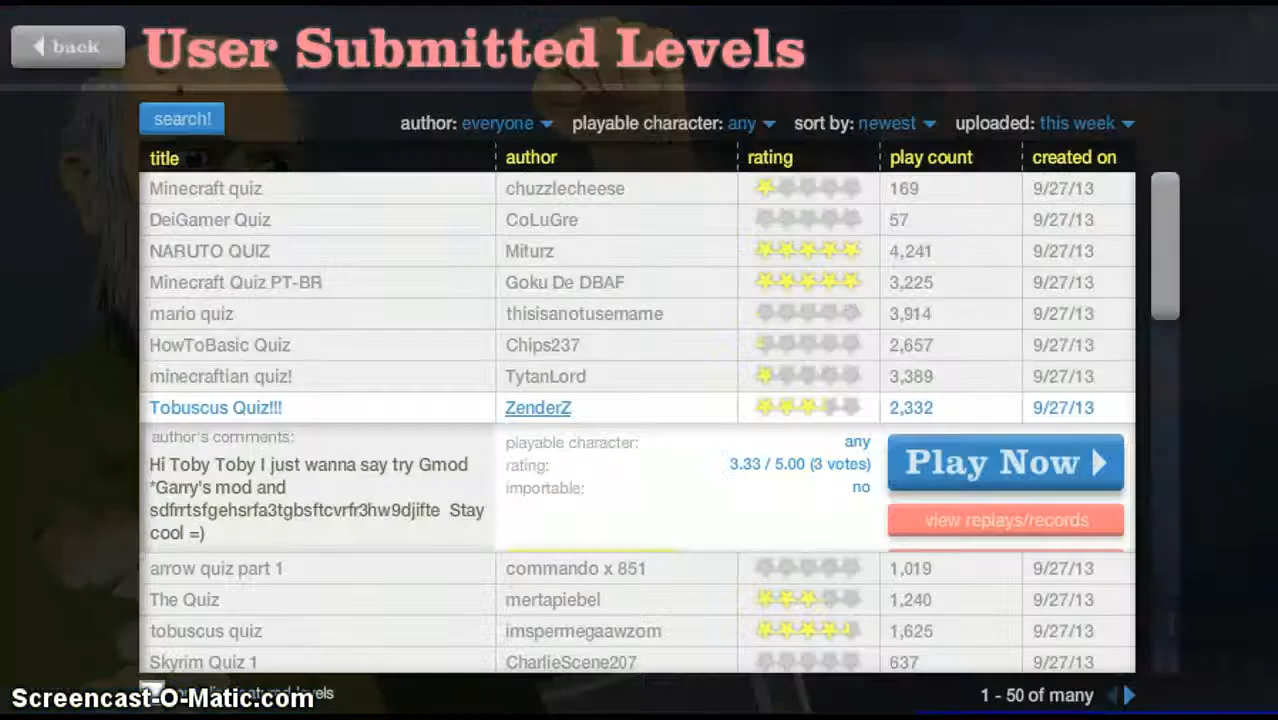 back
User Submitted Levels
search!
author: everyone playable character: any sort by: newest uploaded: this week
title author rating play count created on
Minecraft quiz chuzzlecheese 169 9/27/13
DeiGamer Quiz CoLuGre 57 9/27/13
NARUTO QUIZ Miturz 4,241 9/27/13
Minecraft Quiz PT-BR Goku De DBAF 3,225 9/27/13
mario quiz thisisanotusername 3,914 9/27/13
HowToBasic Quiz Chips237 2,657 9/27/13
minecraftian quiz! TytanLord 3,389 9/27/13
Tobuscus Quiz!!! ZenderZ 2,332 9/27/13
author's comments:
Hi Toby Toby I just wanna say try Gmod
*Garry's mod and
sdfrrtsfgehsrfa3tgbsftcvrfr3hw9djifte Stay
cool =)
playable character: any
rating: 3.33 / 5.00 (3 votes)
importable: no
Play Now
view replays/records
arrow quiz part 1 commando x 851 1,019 9/27/13
The Quiz mertapiebel 1,240 9/27/13
tobuscus quiz imspermegaawzom 1,625 9/27/13
Skyrim Quiz 1 CharlieScene207 637 9/27/13
levels
Screencast-O-Matic.com
1 - 50 of many